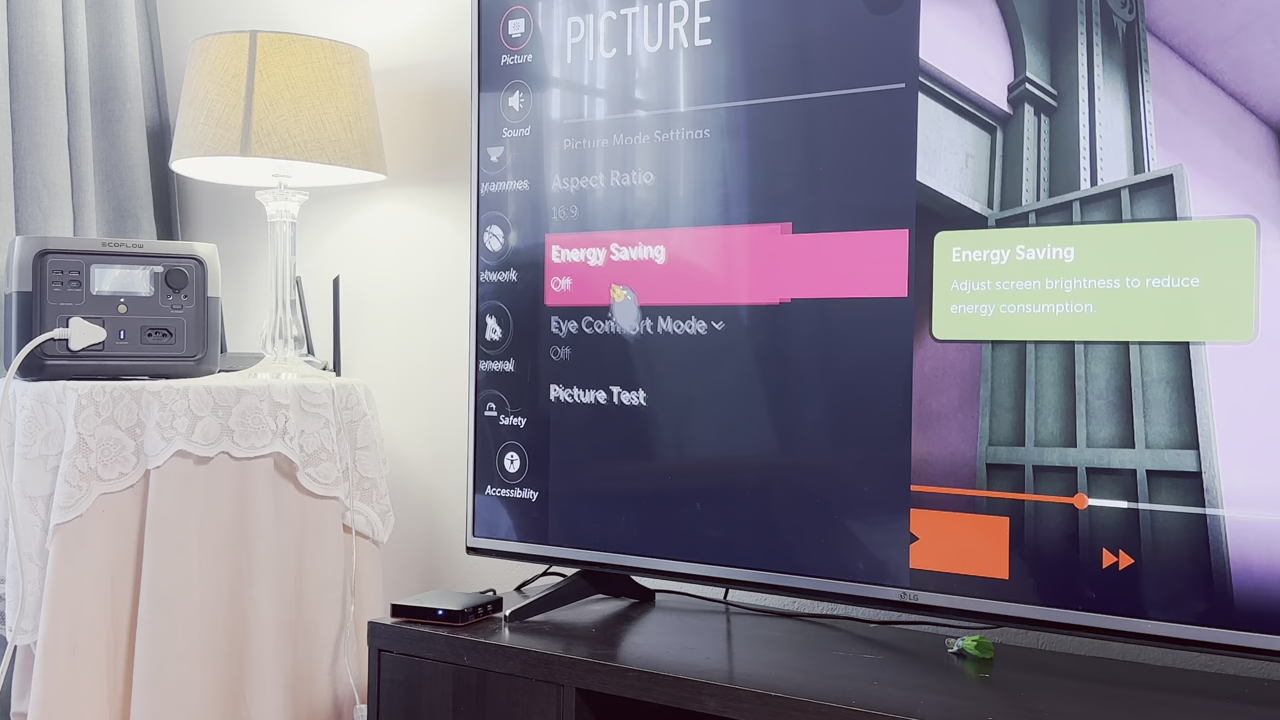 ECOFLOW
PICTURE
Picture
Sound
Picture Mode Settings
Aspect Ratio
16:9
Energy Saving
Off
Eye Comfort Mode
Off
Picture Test
Safety
Accessibility
Energy Saving
Adjust screen brightness to reduce
energy consumption.
LG